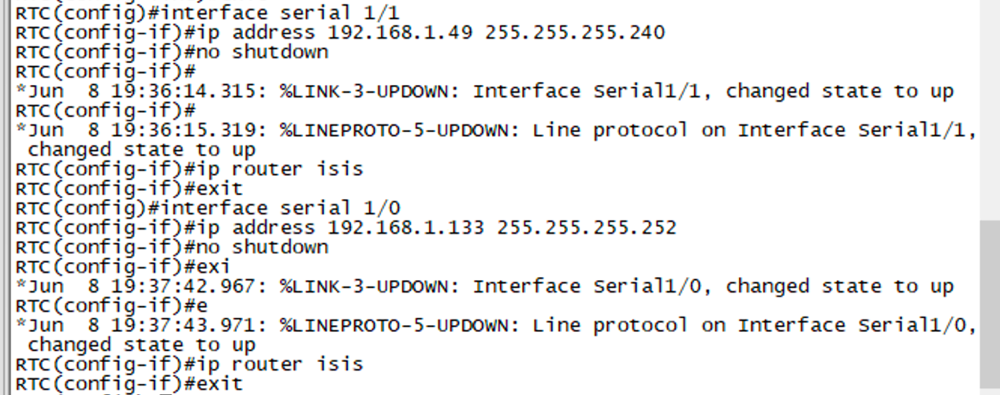 RTC(config)#interface serial 1/1
RTC(config-if)#ip address 192.168.1.49 255.255.255.240
RTC(config-if)#no shutdown
RTC(config-if)#
*Jun  8 19:36:14.315: %LINK-3-UPDOWN: Interface Serial1/1, changed state to up
RTC(config-if)#
*Jun  8 19:36:15.319: %LINEPROTO-5-UPDOWN: Line protocol on Interface Serial1/1,
 changed state to up
RTC(config-if)#ip router isis
RTC(config-if)#exit
RTC(config)#interface serial 1/0
RTC(config-if)#ip address 192.168.1.133 255.255.255.252
RTC(config-if)#no shutdown
RTC(config-if)#exi
*Jun  8 19:37:42.967: %LINK-3-UPDOWN: Interface Serial1/0, changed state to up
RTC(config-if)#e
*Jun  8 19:37:43.971: %LINEPROTO-5-UPDOWN: Line protocol on Interface Serial1/0,
 changed state to up
RTC(config-if)#ip router isis
RTC(config-if)#exit